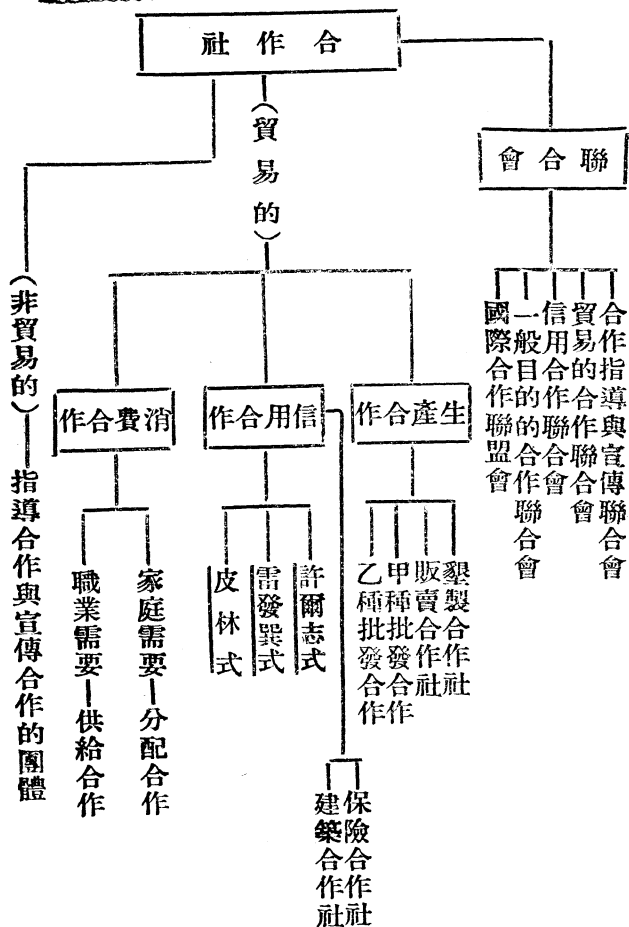 合作社
聯合會
合作指導與宣傳聯合會
貿易的合作聯合會
信用合作聯合會
一般目的的合作聯合會
國際合作聯盟會
(貿易的)
生產合作
墾製合作社
販賣合作社
甲種批發合作
乙種批發合作
信用合作
許爾志式
雷發巽式
皮林式
保險合作社
建築合作社
消費合作
家庭需要—分配合作
職業需要—供給合作
(非貿易的)—指導合作與宣傳合作的團體